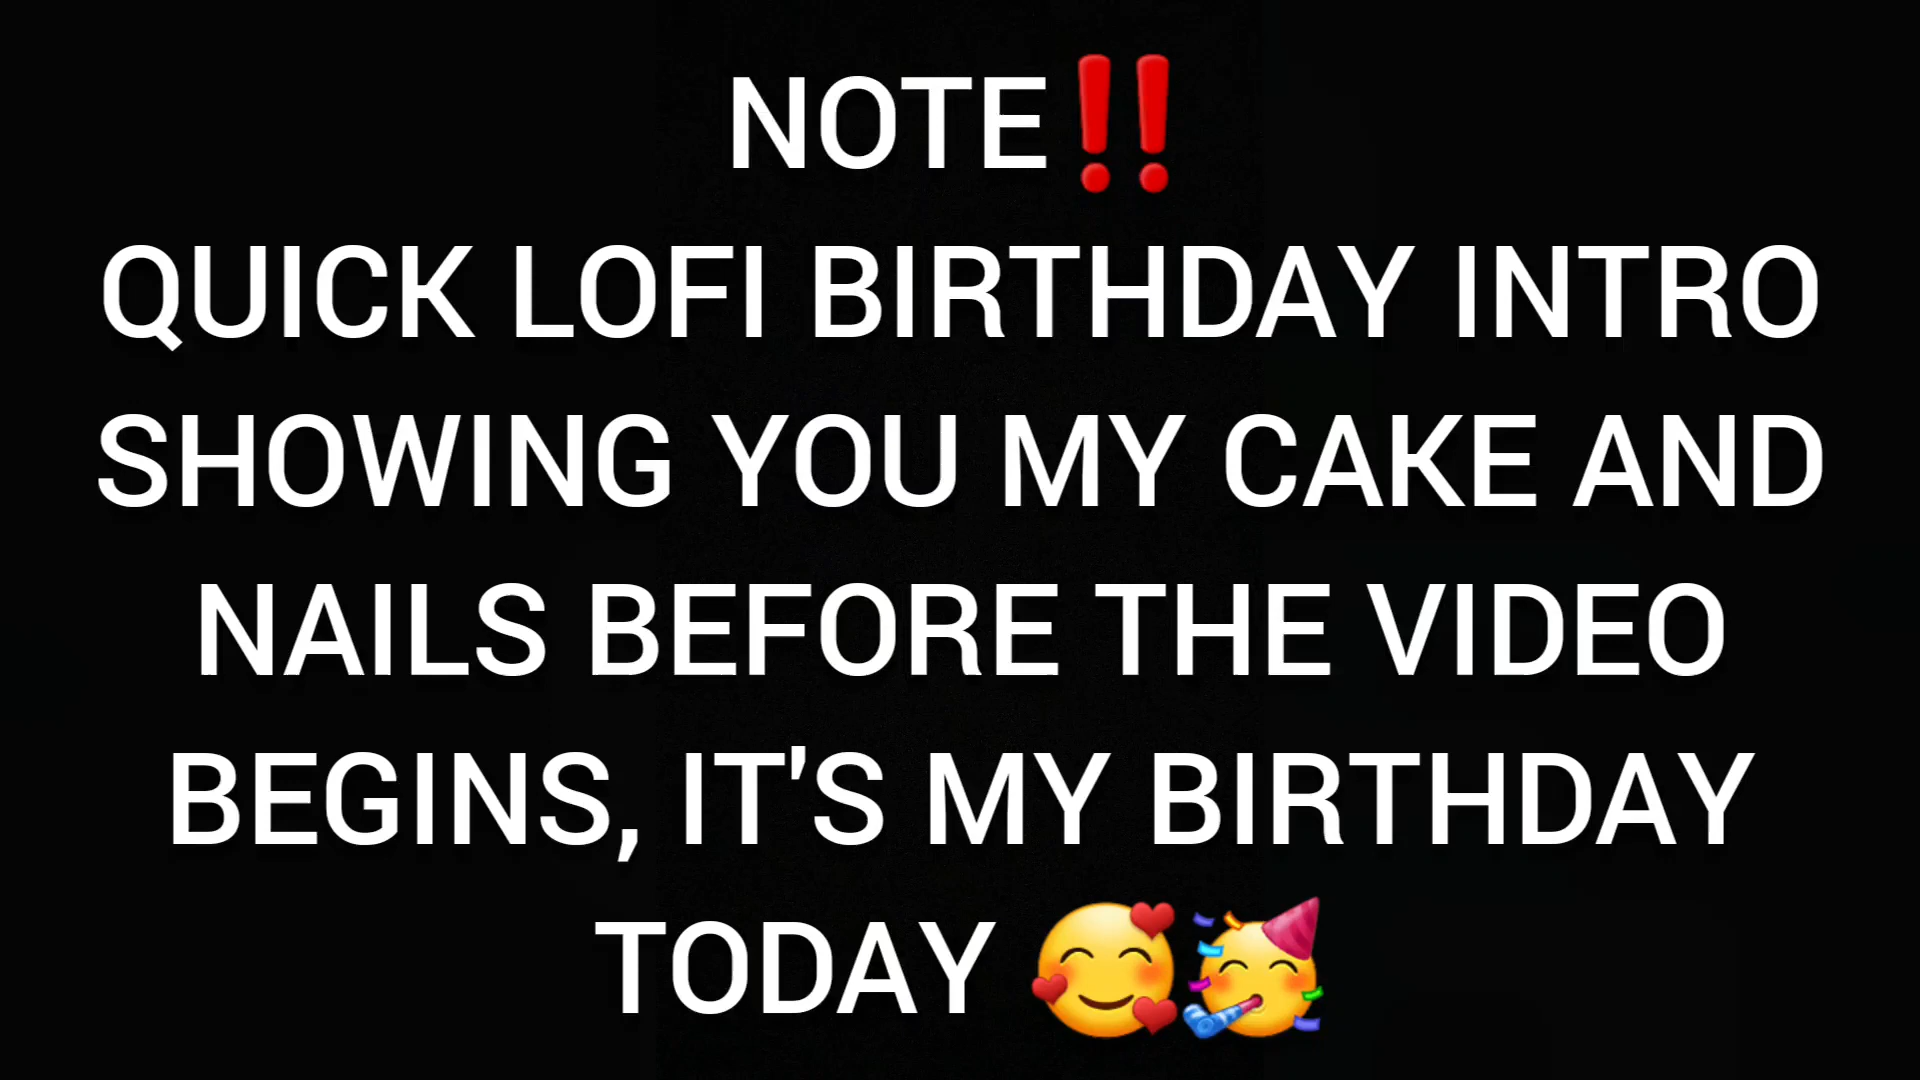 NOTE‼️
QUICK LOFI BIRTHDAY INTRO
SHOWING YOU MY CAKE AND
NAILS BEFORE THE VIDEO
BEGINS, IT'S MY BIRTHDAY
TODAY 🥰🥳